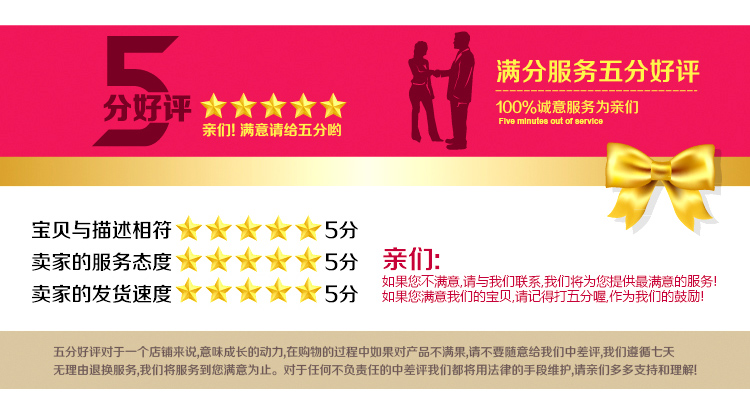 5
分好评
亲们! 满意请给五分哟
满分服务五分好评
100%诚意服务为亲们
Five minutes out of service
宝贝与描述相符 5分
卖家的服务态度 5分
卖家的发货速度 5分
亲们:
如果您不满意,请与我们联系,我们将为您提供最满意的服务!
如果您满意我们的宝贝,请记得打五分喔,作为我们的鼓励!
五分好评对于一个店铺来说,意味成长的动力,在购物的过程中如果对产品不满果,请不要随意给我们中差评,我们遵循七天
无理由退换服务,我们将服务到您满意为止。对于任何不负责任的中差评我们都将用法律的手段维护,请亲们多多支持和理解!